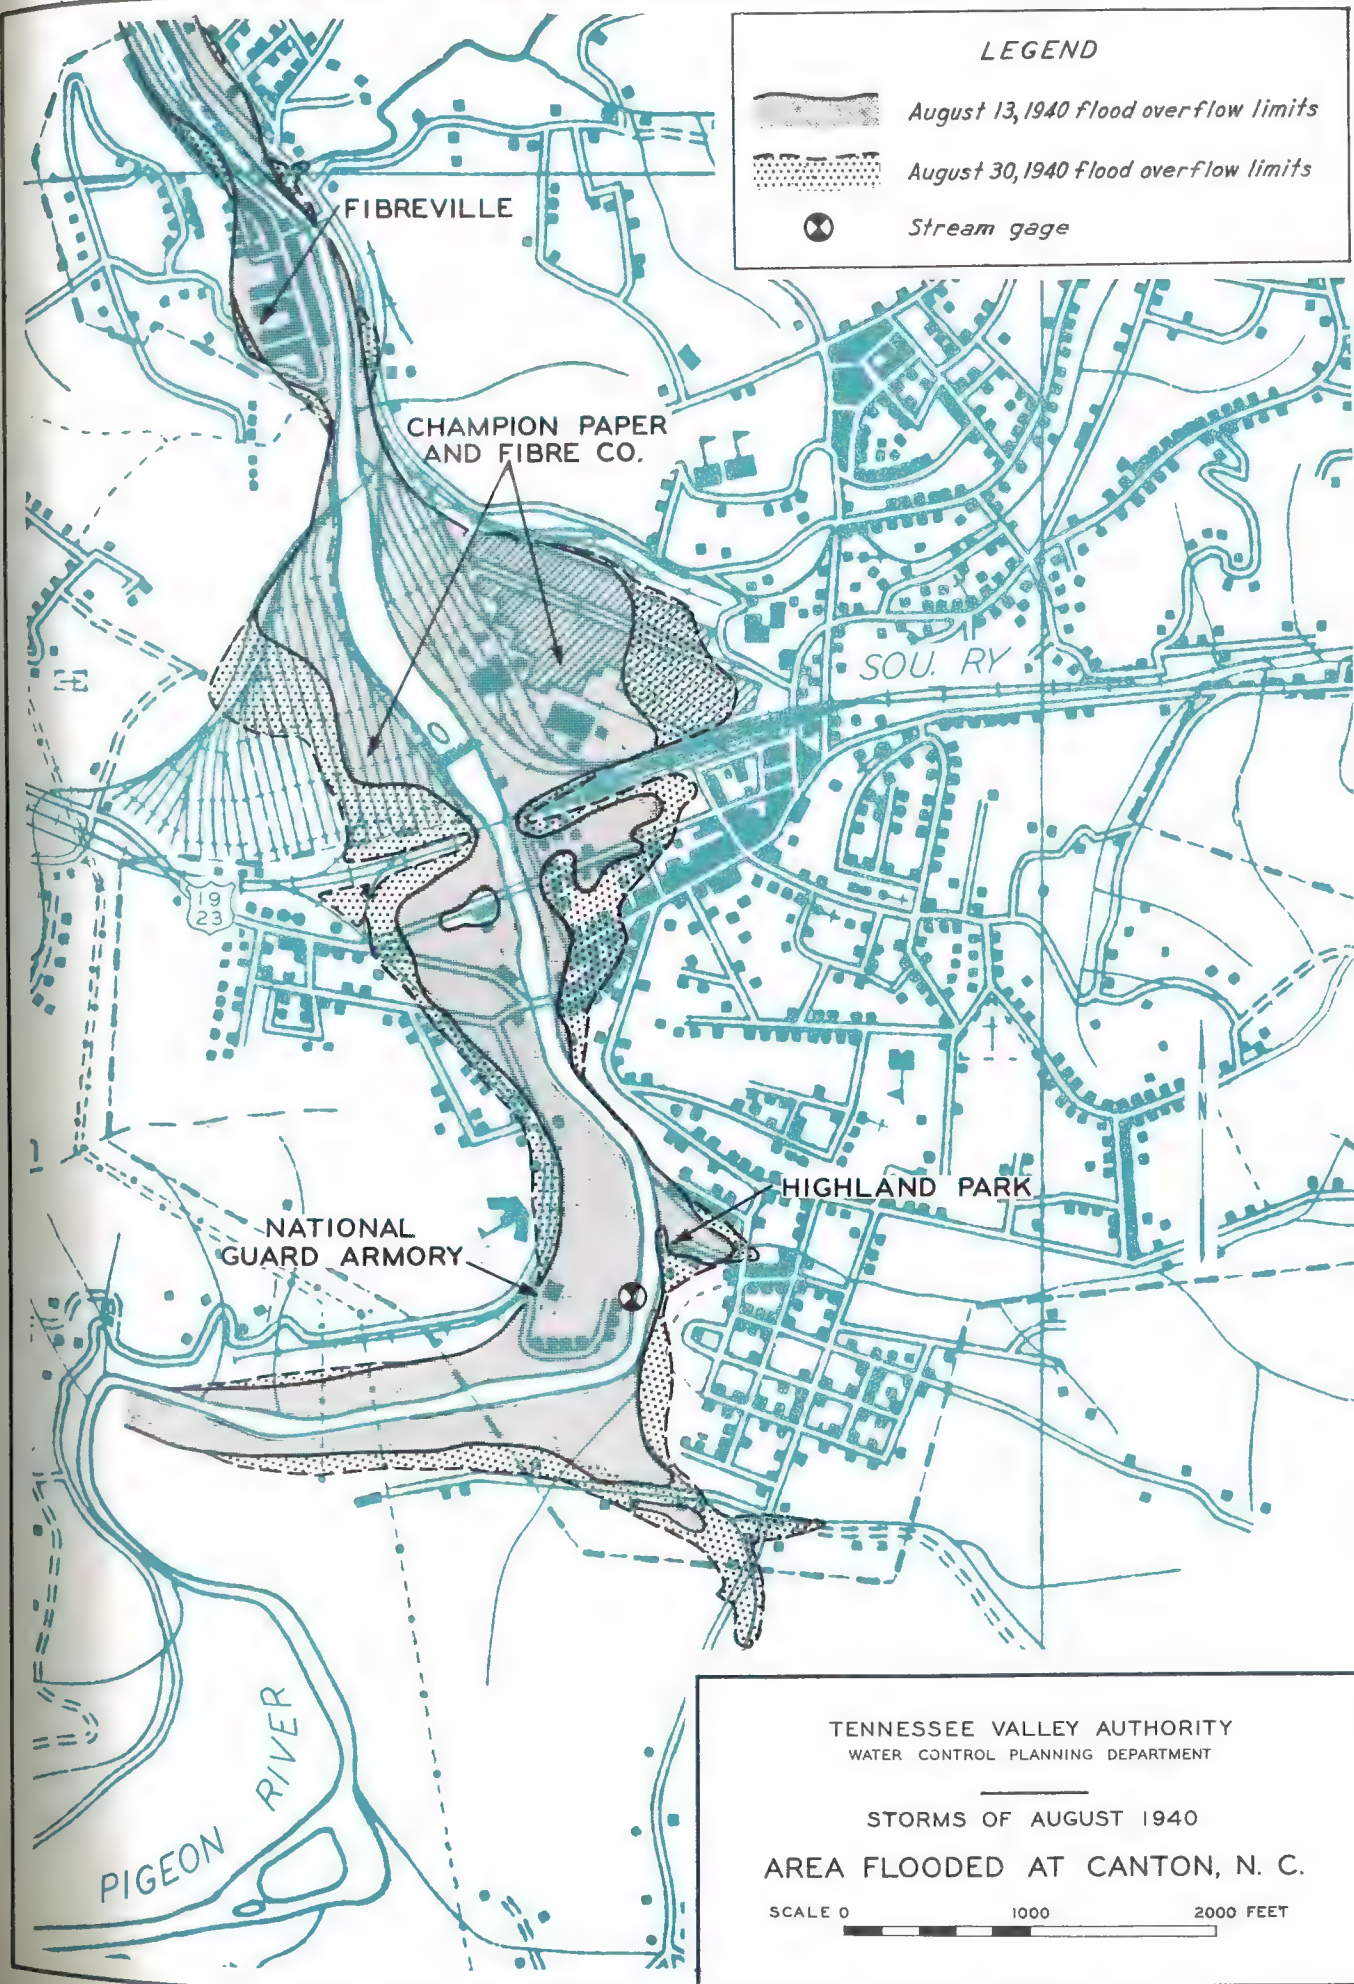 LEGEND
August 13, 1940 flood overflow limits
August 30, 1940 flood overflow limits
Stream gage
FIBREVILLE
CHAMPION PAPER
AND FIBRE CO.
SOU. RY
19
23
N
HIGHLAND PARK
NATIONAL
GUARD ARMORY
PIGEON RIVER
TENNESSEE VALLEY AUTHORITY
WATER CONTROL PLANNING DEPARTMENT
STORMS OF AUGUST 1940
AREA FLOODED AT CANTON, N. C.
SCALE 0 1000 2000 FEET